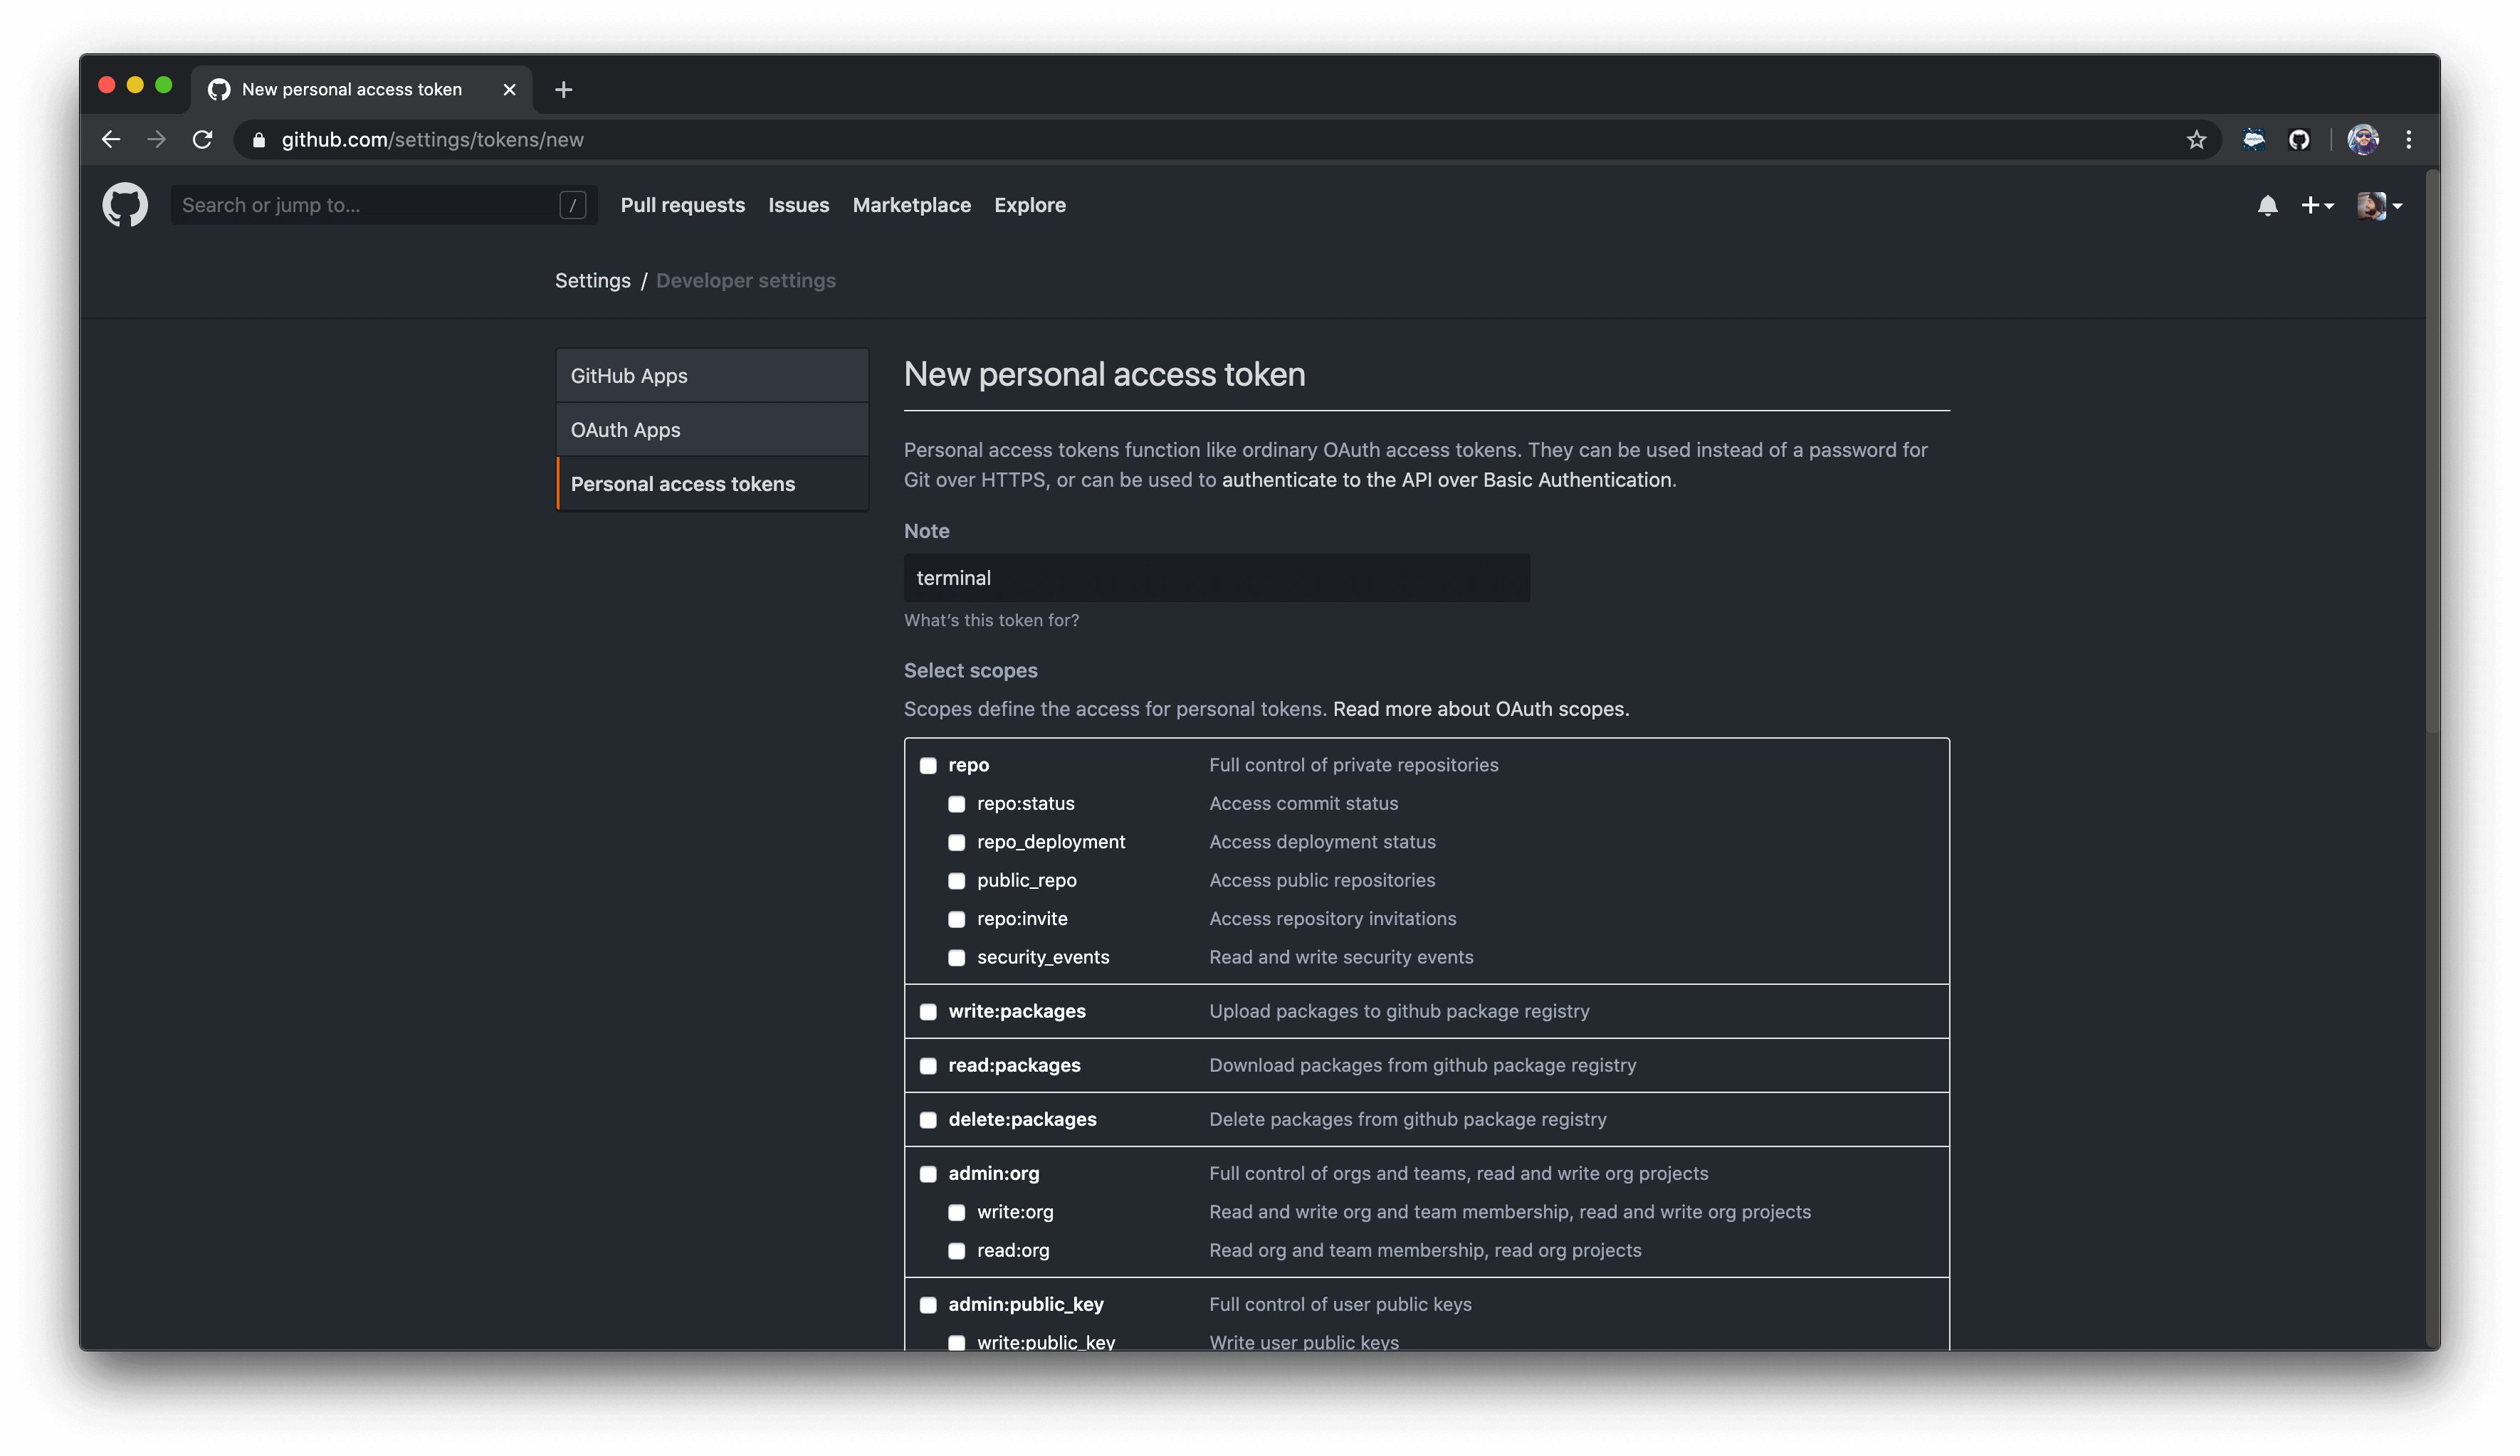 New personal access token
github.com/settings/tokens/new
Search or jump to... /
Pull requests Issues Marketplace Explore
Settings / Developer settings
GitHub Apps
OAuth Apps
Personal access tokens
New personal access token
Personal access tokens function like ordinary OAuth access tokens. They can be used instead of a password for
Git over HTTPS, or can be used to authenticate to the API over Basic Authentication.
Note
terminal
What’s this token for?
Select scopes
Scopes define the access for personal tokens. Read more about OAuth scopes.
repo Full control of private repositories
repo:status Access commit status
repo_deployment Access deployment status
public_repo Access public repositories
repo:invite Access repository invitations
security_events Read and write security events
write:packages Upload packages to github package registry
read:packages Download packages from github package registry
delete:packages Delete packages from github package registry
admin:org Full control of orgs and teams, read and write org projects
write:org Read and write org and team membership, read and write org projects
read:org Read org and team membership, read org projects
admin:public_key Full control of user public keys
write:public_key Write user public keys